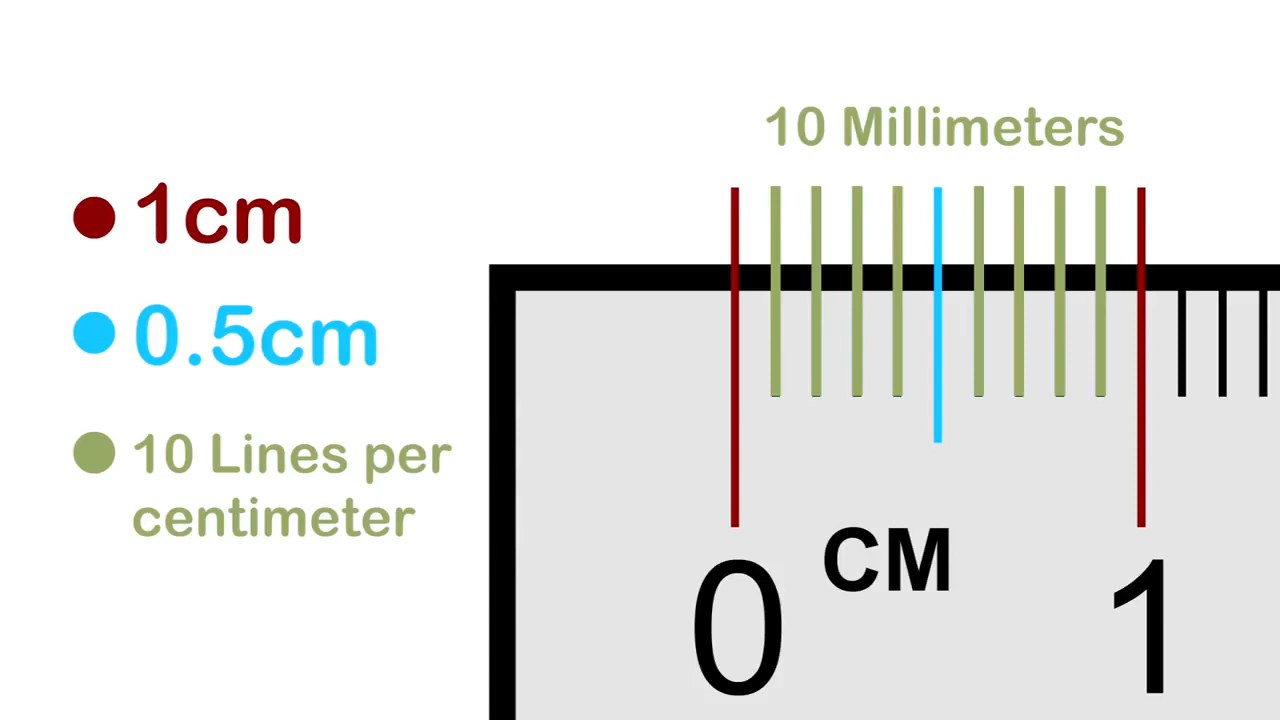 10 Millimeters
1cm
0.5cm
10 Lines per
centimeter
CM
0 1